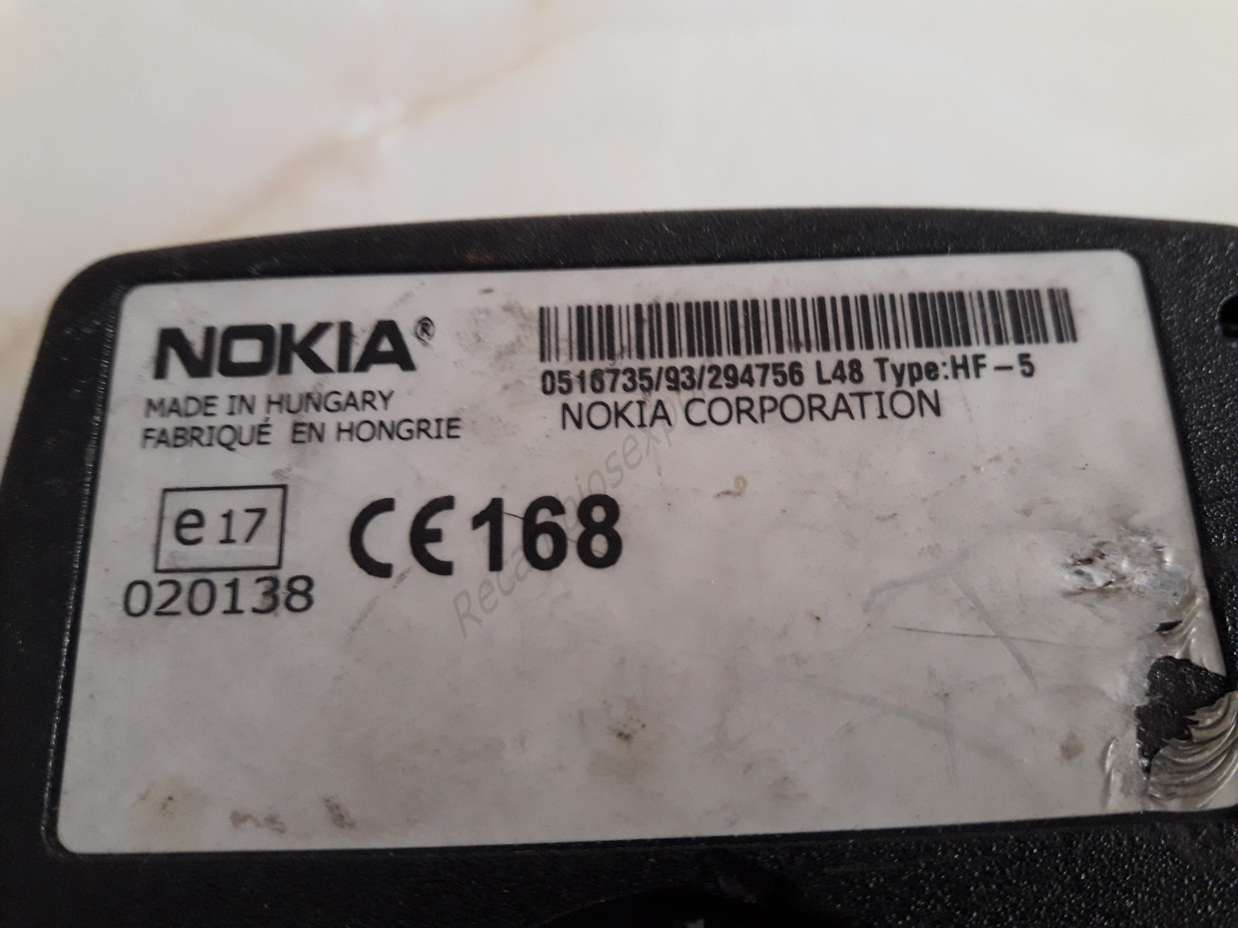 NOKIA®
MADE IN HUNGARY
FABRIQUÉ EN HONGRIE
0516735/93/294756 L48 Type:HF-5
NOKIA CORPORATION
e17
020138
CE168